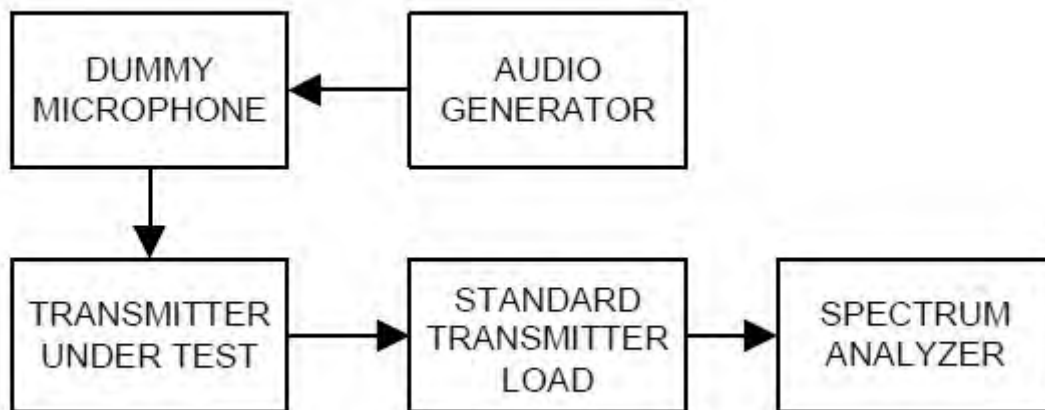 DUMMY
MICROPHONE
AUDIO
GENERATOR
TRANSMITTER
UNDER TEST
STANDARD
TRANSMITTER
LOAD
SPECTRUM
ANALYZER